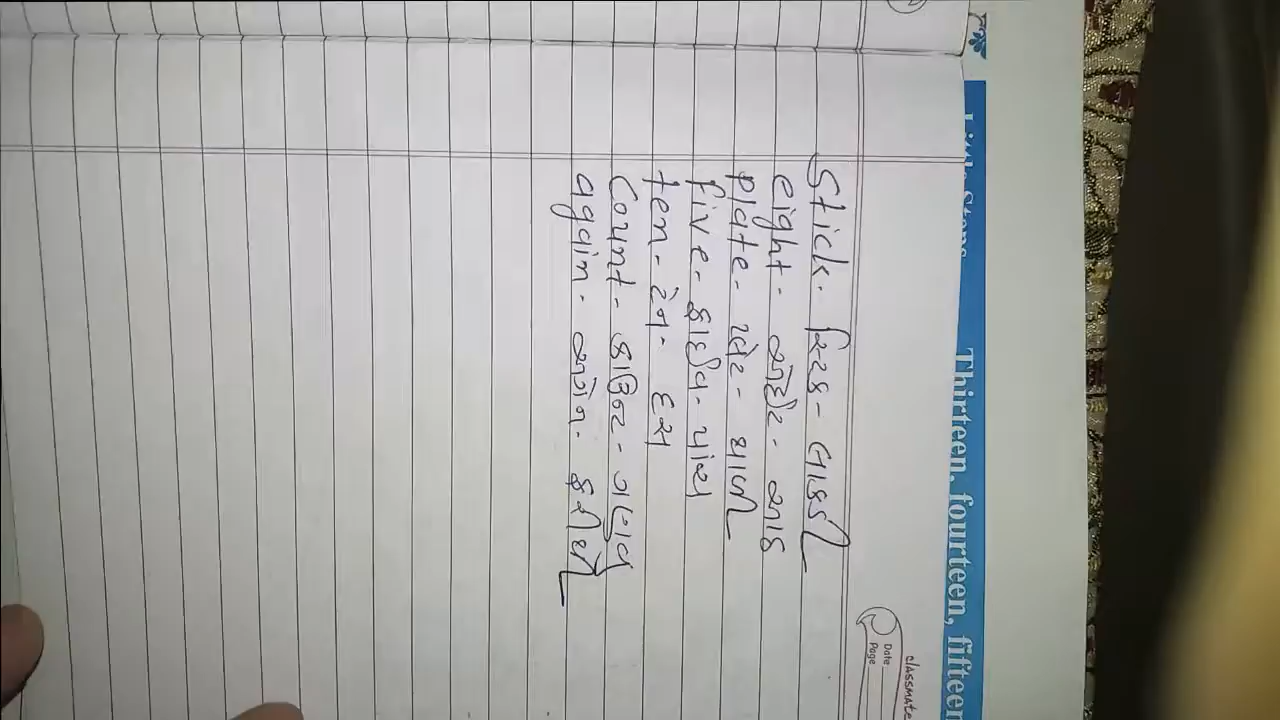 Thirteen, fourteen, fifteen
classmate
Date
Page
Stick - સ્ટિક - લાકડી
eight - એઈટ - આઠ
plate - પ્લેટ - થાળી
five - ફાઈવ - પાંચ
ten - ટેન - દસ
Count - કાઉન્ટ - ગણવુ
again - અગેન - ફરીથી